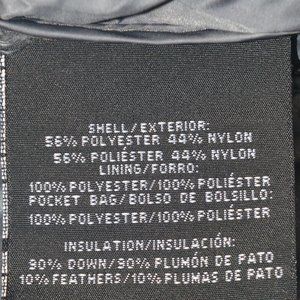 SHELL/EXTERIOR:
56% POLYESTER 44% NYLON
56% POLIÉSTER 44% NYLON
LINING/FORRO:
100% POLYESTER/100% POLIÉSTER
POCKET BAG/BOLSO DE BOLSILLO:
100% POLYESTER/100% POLIÉSTER
INSULATION/INSULACIÓN:
90% DOWN/90% PLUMÓN DE PATO
10% FEATHERS/10% PLUMAS DE PATO